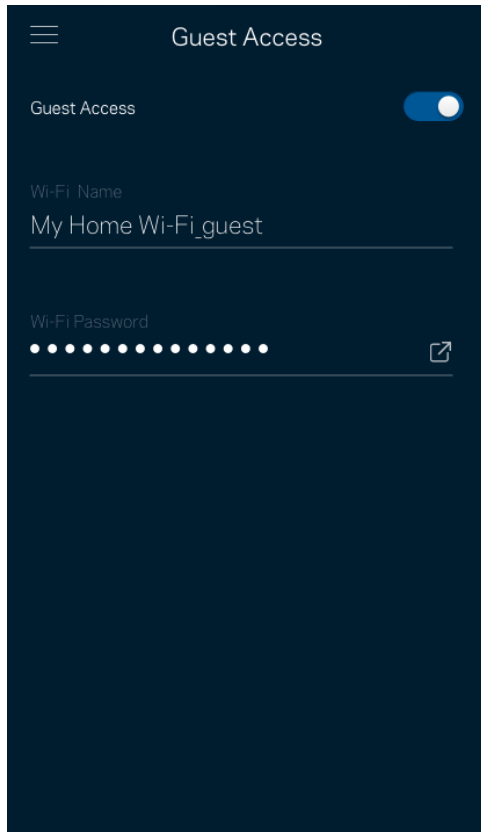 Guest Access
Guest Access
Wi-Fi Name
My Home Wi-Fi_guest
Wi-Fi Password
••••••••••••••